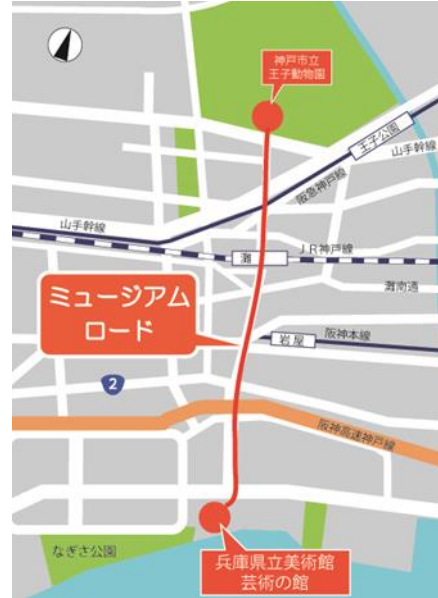 神戸市立
王子動物園
王子公園
山手幹線
阪急神戸線
山手幹線
JR神戸線
灘
灘南通
ミュージアム
ロード
岩屋
阪神本線
2
阪神高速神戸線
なぎさ公園
兵庫県立美術館
芸術の館